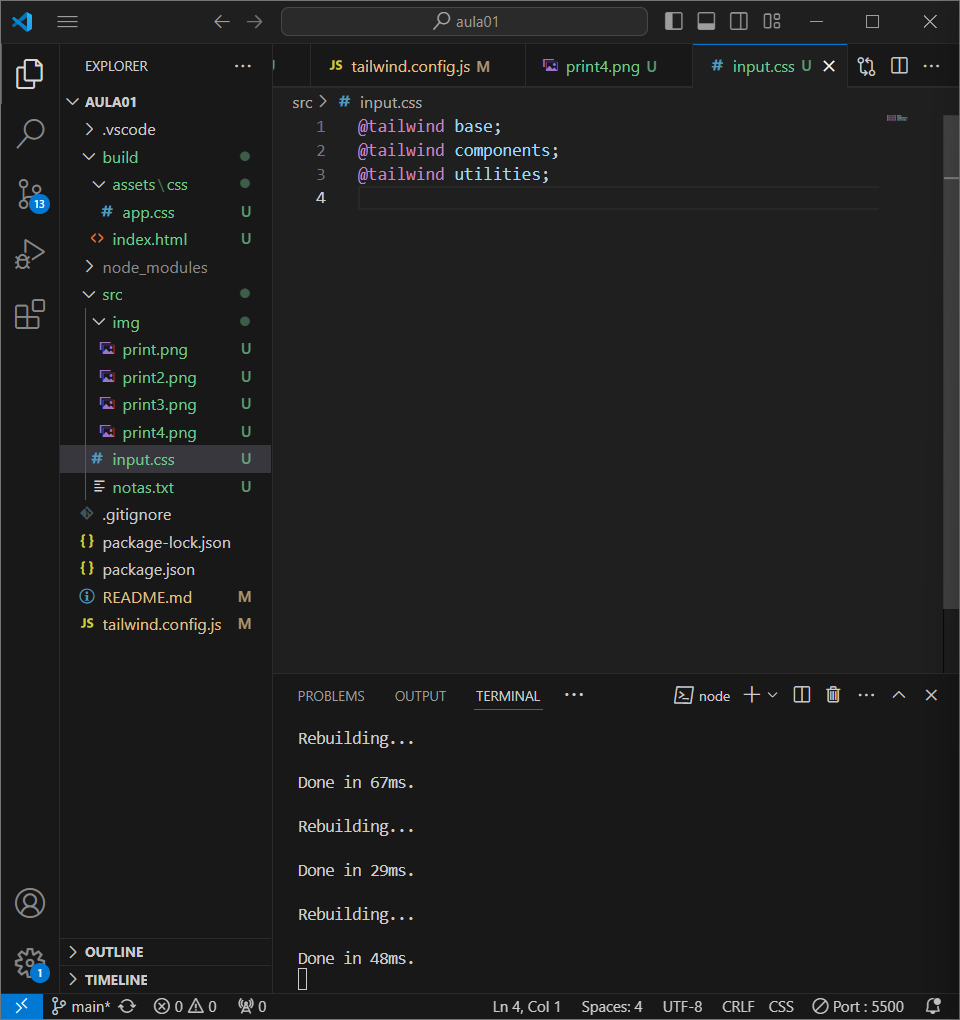 aula01
EXPLORER
JS tailwind.config.js M
print4.png U
# input.css U
AULA01
src > # input.css
.vscode
build
assets\css
# app.css U
<> index.html U
node_modules
src
img
print.png U
print2.png U
print3.png U
print4.png U
# input.css U
notas.txt U
.gitignore
{} package-lock.json
{} package.json
README.md M
JS tailwind.config.js M
13
1 @tailwind base;
2 @tailwind components;
3 @tailwind utilities;
4
PROBLEMS OUTPUT TERMINAL ... node
Rebuilding...
Done in 67ms.
Rebuilding...
Done in 29ms.
Rebuilding...
Done in 48ms.
OUTLINE
TIMELINE
1
main* 0 0 0 Ln 4, Col 1 Spaces: 4 UTF-8 CRLF CSS Port : 5500